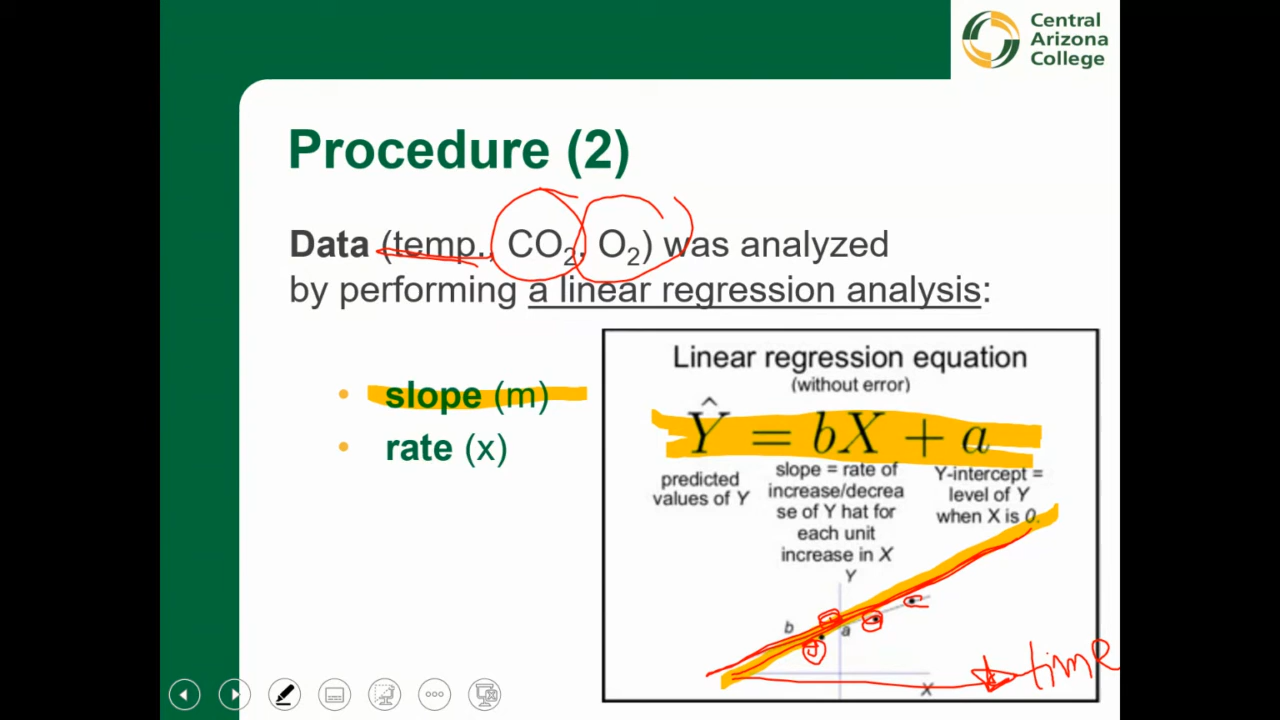 Central
Arizona
College
Procedure (2)
Data (temp., CO2, O2) was analyzed
by performing a linear regression analysis:
• slope (m)
• rate (x)
Linear regression equation
(without error)
Ŷ = bX + a
predicted
values of Y
slope = rate of
increase/decrea
se of Y hat for
each unit
increase in X
Y-intercept =
level of Y
when X is 0.
Y
b
a
X
time